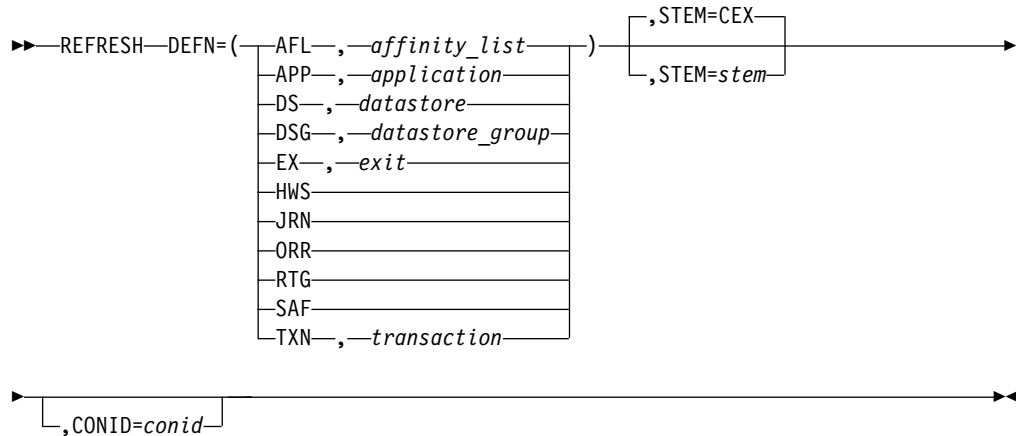 ,STEM=CEX
REFRESH DEFN=( AFL , affinity_list ) ,STEM=stem
APP , application
DS , datastore
DSG , datastore_group
EX , exit
HWS
JRN
ORR
RTG
SAF
TXN , transaction
,CONID=conid